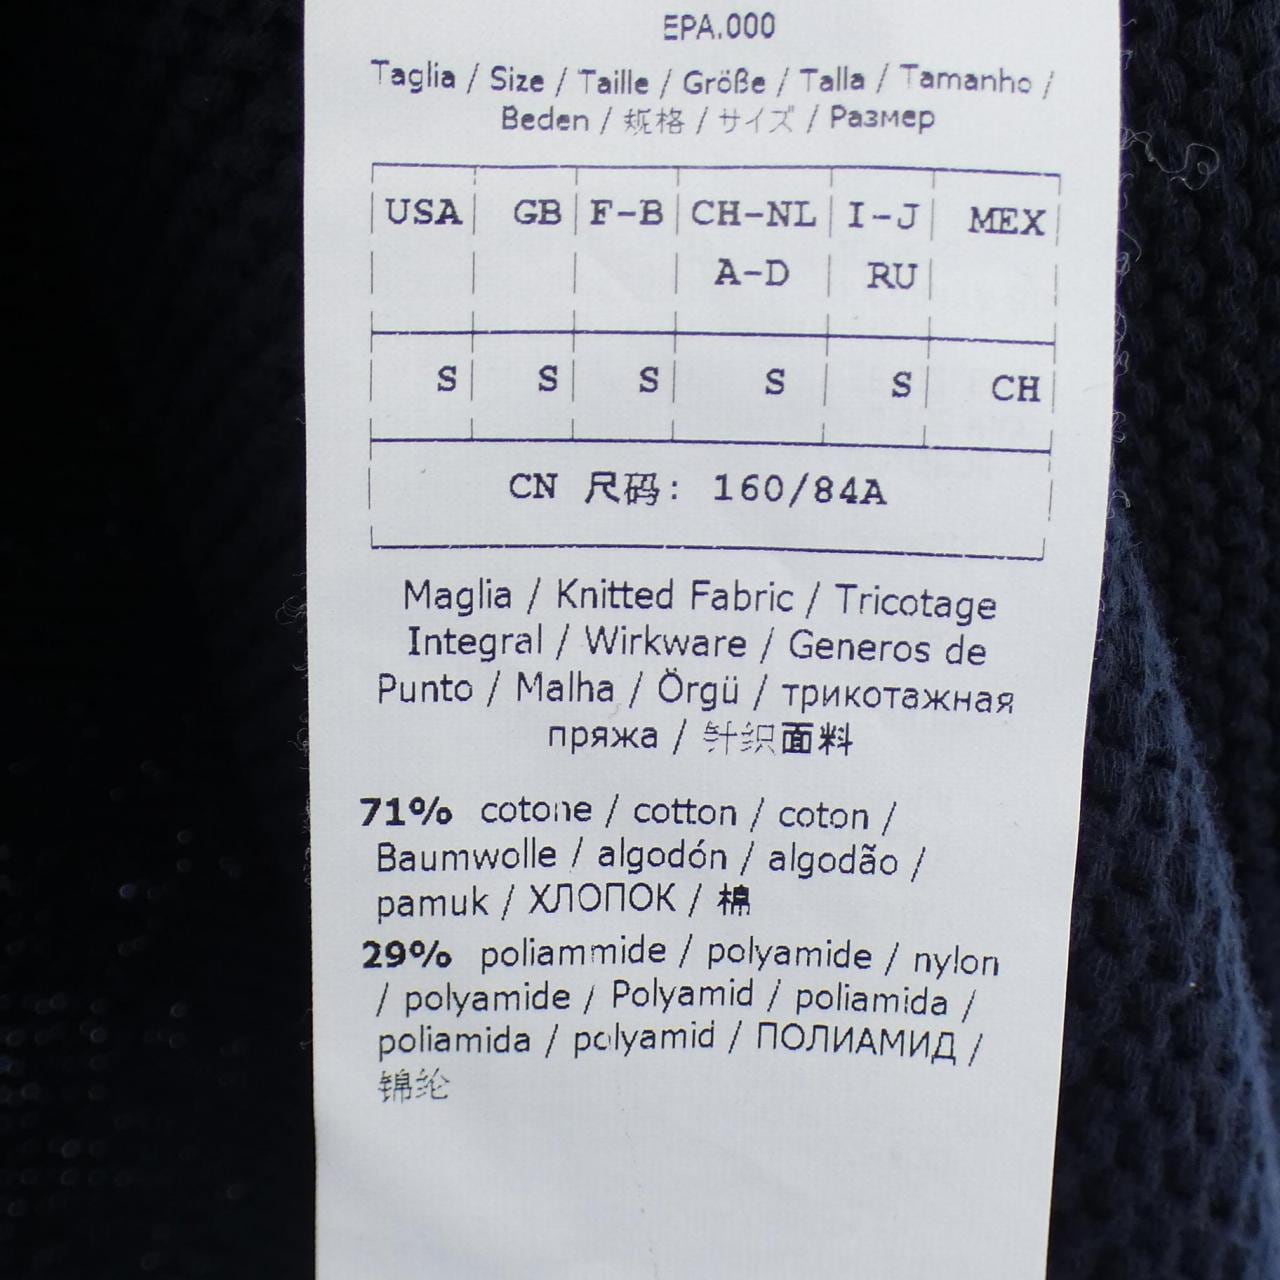 EPA.000
Taglia / Size / Taille / Größe / Talla / Tamanho /
Beden / 规格 / サイズ / Размер
USA GB F-B CH-NL I-J MEX
A-D RU
S S S S S CH
CN 尺码: 160/84A
Maglia / Knitted Fabric / Tricotage
Integral / Wirkware / Generos de
Punto / Malha / Örgü / трикотажная
пряжа / 针织面料
71% cotone / cotton / coton /
Baumwolle / algodón / algodão /
pamuk / ХЛОПОК / 棉
29% poliammide / polyamide / nylon
/ polyamide / Polyamid / poliamida /
poliamida / polyamid / ПОЛИАМИД /
锦纶